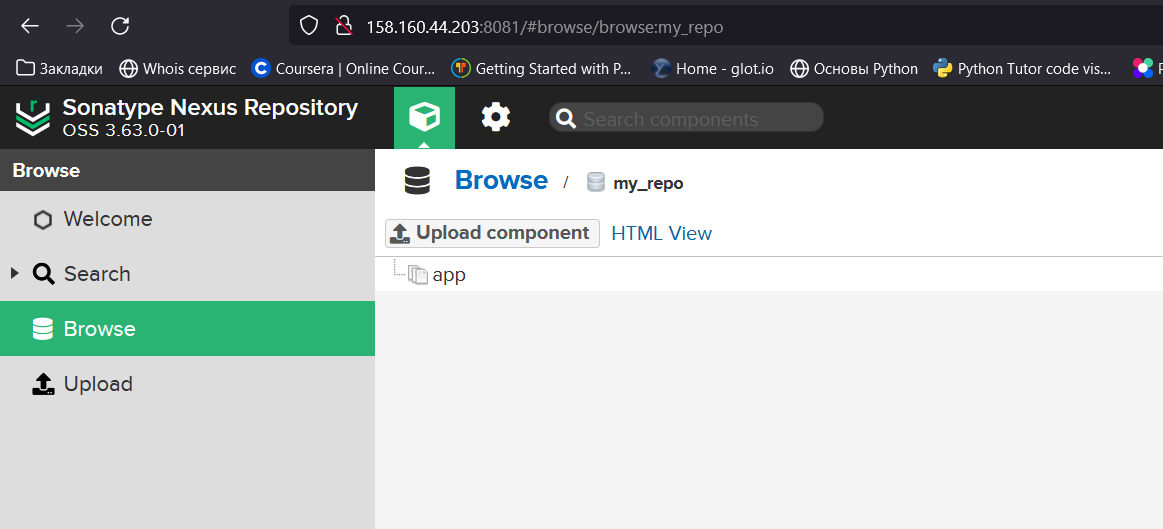 158.160.44.203:8081/#browse/browse:my_repo
Закладки Whois сервис Coursera | Online Cour... Getting Started with P... Home - glot.io Основы Python Python Tutor code vis...
Sonatype Nexus Repository
OSS 3.63.0-01
Search components
Browse
Welcome
Search
Browse
Upload
Browse / my_repo
Upload component HTML View
app